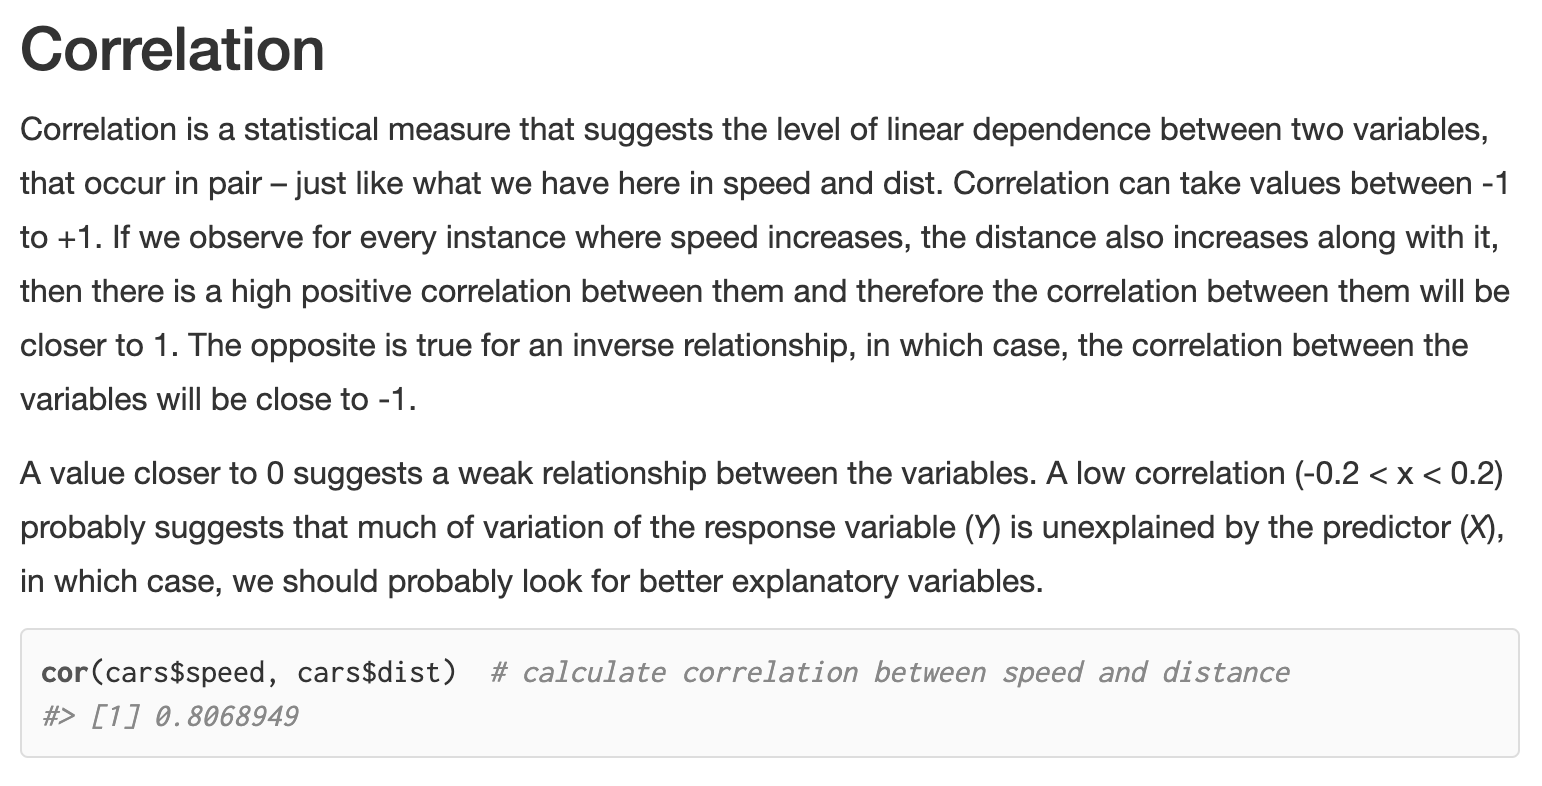 Correlation
Correlation is a statistical measure that suggests the level of linear dependence between two variables,
that occur in pair – just like what we have here in speed and dist. Correlation can take values between -1
to +1. If we observe for every instance where speed increases, the distance also increases along with it,
then there is a high positive correlation between them and therefore the correlation between them will be
closer to 1. The opposite is true for an inverse relationship, in which case, the correlation between the
variables will be close to -1.
A value closer to 0 suggests a weak relationship between the variables. A low correlation (-0.2 < x < 0.2)
probably suggests that much of variation of the response variable (Y) is unexplained by the predictor (X),
in which case, we should probably look for better explanatory variables.
cor(cars$speed, cars$dist)  # calculate correlation between speed and distance
#> [1] 0.8068949